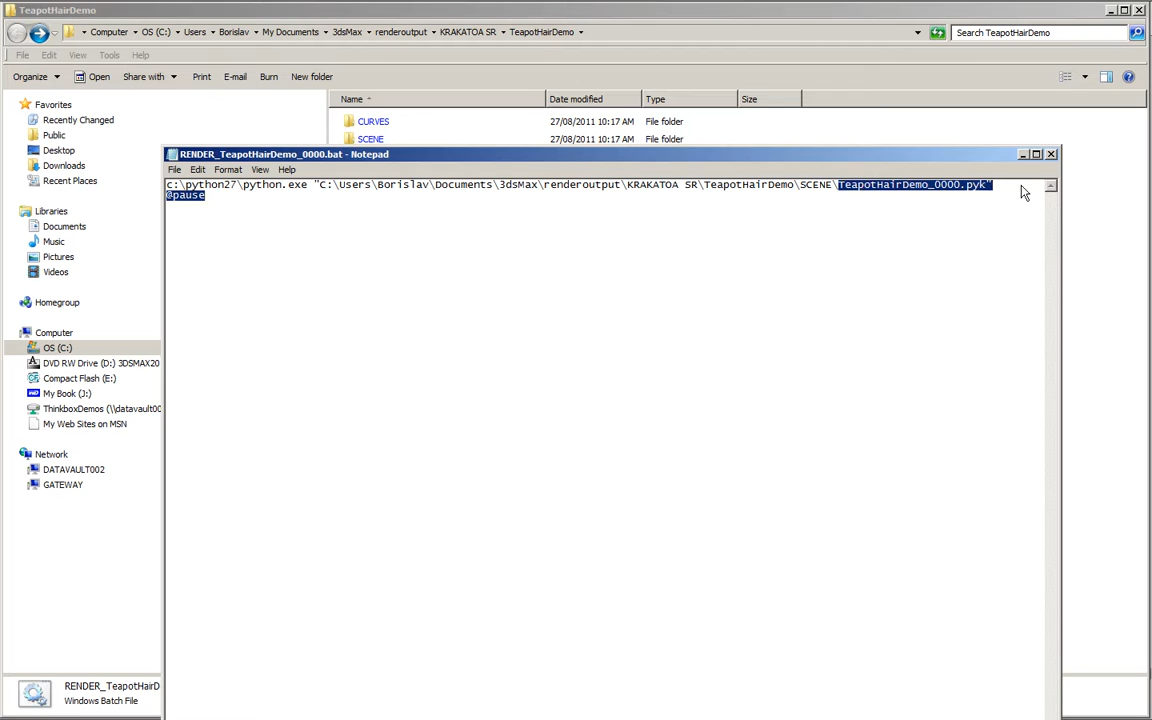 TeapotHairDemo
Computer OS (C:) Users Borislav My Documents 3dsMax renderoutput KRAKATOA SR TeapotHairDemo
Search TeapotHairDemo
File Edit View Tools Help
Organize Open Share with Print E-mail Burn New folder
Favorites
Recently Changed
Public
Desktop
Downloads
Recent Places
Libraries
Documents
Music
Pictures
Videos
Homegroup
Computer
OS (C:)
DVD RW Drive (D:) 3DSMAX20
Compact Flash (E:)
My Book (J:)
ThinkboxDemos (\\datavault00
My Web Sites on MSN
Network
DATAVAULT002
GATEWAY
Name Date modified Type Size
CURVES 27/08/2011 10:17 AM File folder
SCENE 27/08/2011 10:17 AM File folder
RENDER_TeapotHairDemo_0000.bat - Notepad
File Edit Format View Help
c:\python27\python.exe "C:\Users\Borislav\Documents\3dsMax\renderoutput\KRAKATOA SR\TeapotHairDemo\SCENE\TeapotHairDemo_0000.pyk"
@pause
RENDER_TeapotHairD
Windows Batch File